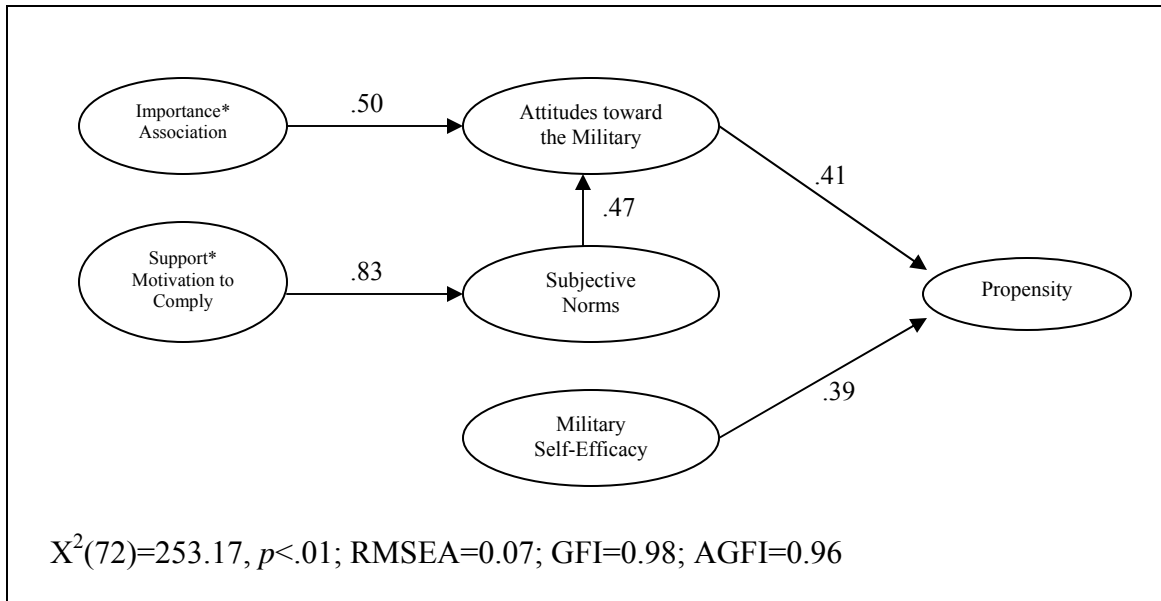 Importance*
Association
.50
Attitudes toward
the Military
.41
.47
Support*
Motivation to
Comply
.83
Subjective
Norms
Propensity
.39
Military
Self-Efficacy
X²(72)=253.17, p<.01; RMSEA=0.07; GFI=0.98; AGFI=0.96